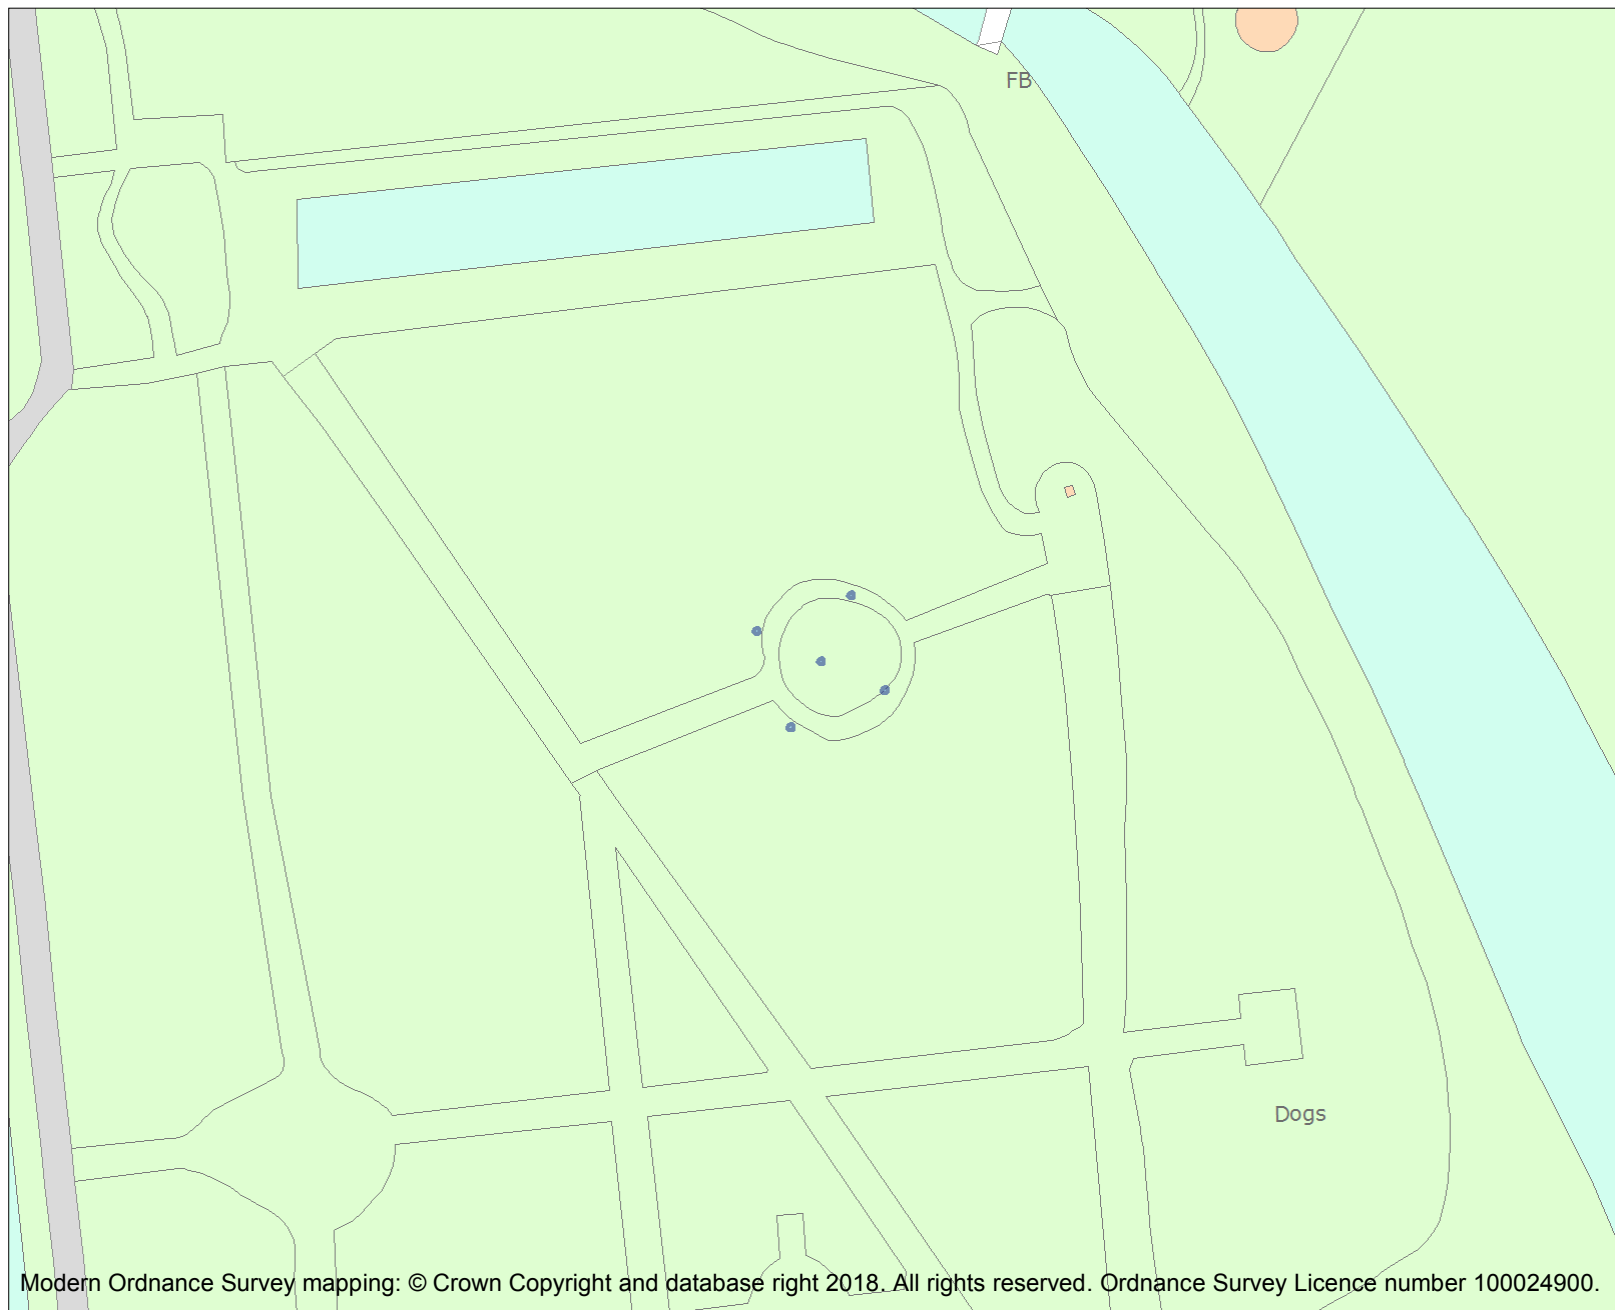 FB
Dogs
Modern Ordnance Survey mapping: © Crown Copyright and database right 2018. All rights reserved. Ordnance Survey Licence number 100024900.